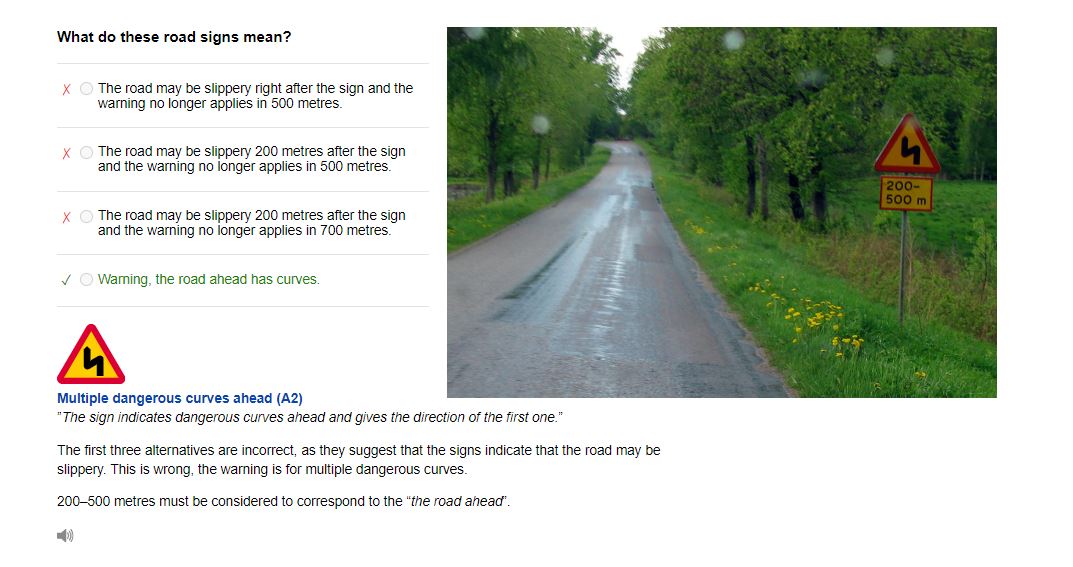 What do these road signs mean?
The road may be slippery right after the sign and the
warning no longer applies in 500 metres.
The road may be slippery 200 metres after the sign
and the warning no longer applies in 500 metres.
The road may be slippery 200 metres after the sign
and the warning no longer applies in 700 metres.
Warning, the road ahead has curves.
200-
500 m
Multiple dangerous curves ahead (A2)
"The sign indicates dangerous curves ahead and gives the direction of the first one."
The first three alternatives are incorrect, as they suggest that the signs indicate that the road may be
slippery. This is wrong, the warning is for multiple dangerous curves.
200–500 metres must be considered to correspond to the "the road ahead".